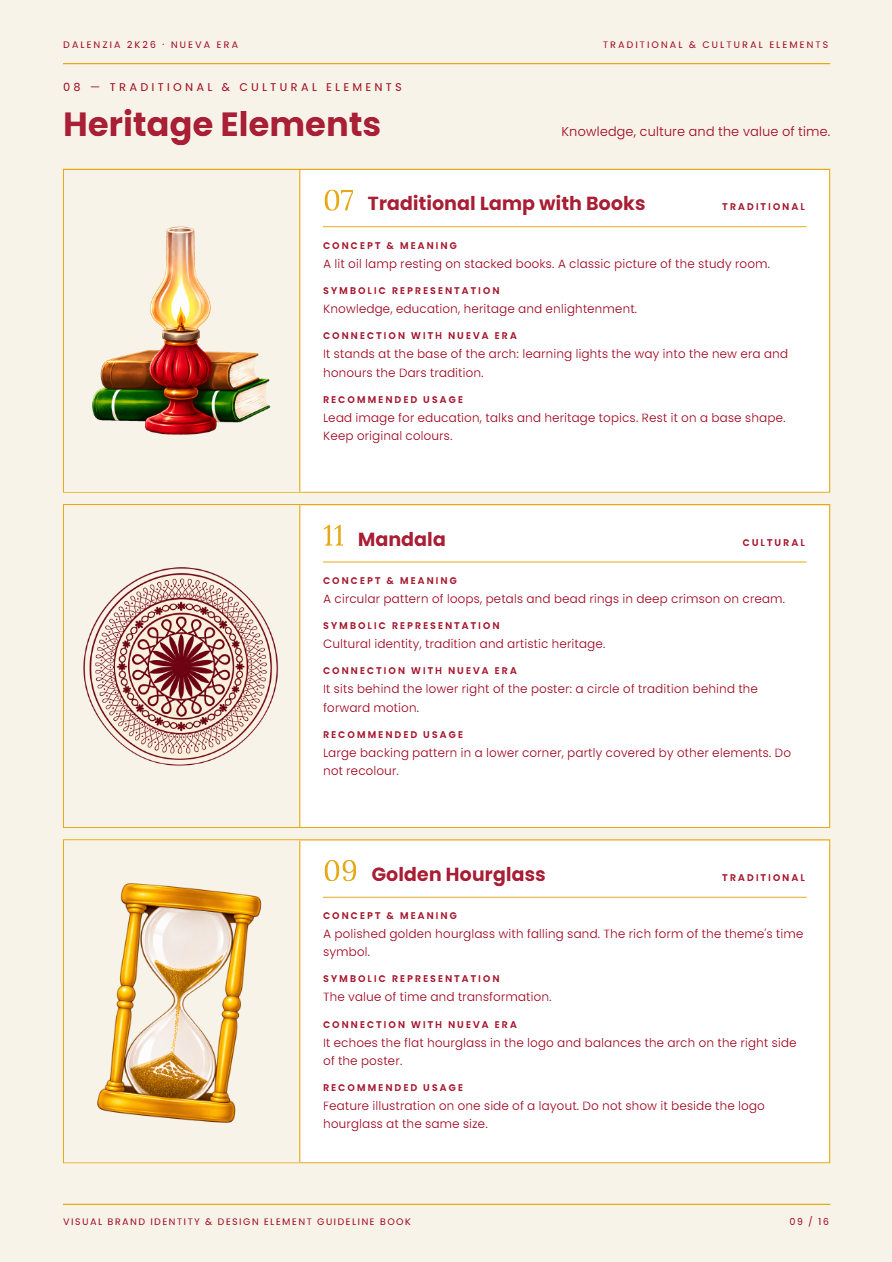 DALENZIA 2K26 · NUEVA ERA
TRADITIONAL & CULTURAL ELEMENTS
08 — TRADITIONAL & CULTURAL ELEMENTS
Heritage Elements
Knowledge, culture and the value of time.
07 Traditional Lamp with Books
TRADITIONAL
CONCEPT & MEANING
A lit oil lamp resting on stacked books. A classic picture of the study room.
SYMBOLIC REPRESENTATION
Knowledge, education, heritage and enlightenment.
CONNECTION WITH NUEVA ERA
It stands at the base of the arch: learning lights the way into the new era and
honours the Dars tradition.
RECOMMENDED USAGE
Lead image for education, talks and heritage topics. Rest it on a base shape.
Keep original colours.
11 Mandala
CULTURAL
CONCEPT & MEANING
A circular pattern of loops, petals and bead rings in deep crimson on cream.
SYMBOLIC REPRESENTATION
Cultural identity, tradition and artistic heritage.
CONNECTION WITH NUEVA ERA
It sits behind the lower right of the poster: a circle of tradition behind the
forward motion.
RECOMMENDED USAGE
Large backing pattern in a lower corner, partly covered by other elements. Do
not recolour.
09 Golden Hourglass
TRADITIONAL
CONCEPT & MEANING
A polished golden hourglass with falling sand. The rich form of the theme's time
symbol.
SYMBOLIC REPRESENTATION
The value of time and transformation.
CONNECTION WITH NUEVA ERA
It echoes the flat hourglass in the logo and balances the arch on the right side
of the poster.
RECOMMENDED USAGE
Feature illustration on one side of a layout. Do not show it beside the logo
hourglass at the same size.
VISUAL BRAND IDENTITY & DESIGN ELEMENT GUIDELINE BOOK
09 / 16